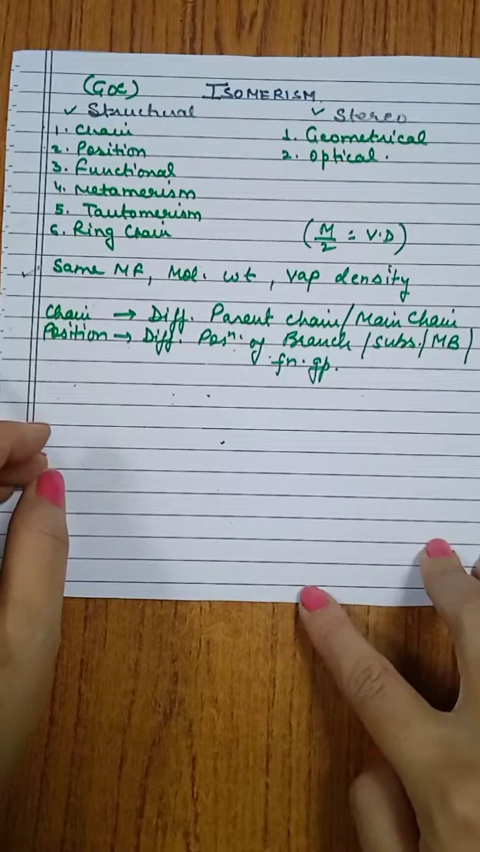 (GOC) ISOMERISM
✓ Structural ✓ Stereo
1. Chain 1. Geometrical
2. Position 2. Optical.
3. Functional
4. Metamerism
5. Tautomerism
6. Ring Chain (M/2 = V.D)
Same MF, Mol. wt, Vap density
Chain → Diff. Parent Chain/Main Chain
Position → Diff. Posn. of Branch/Subs./MB/
fn. gp.